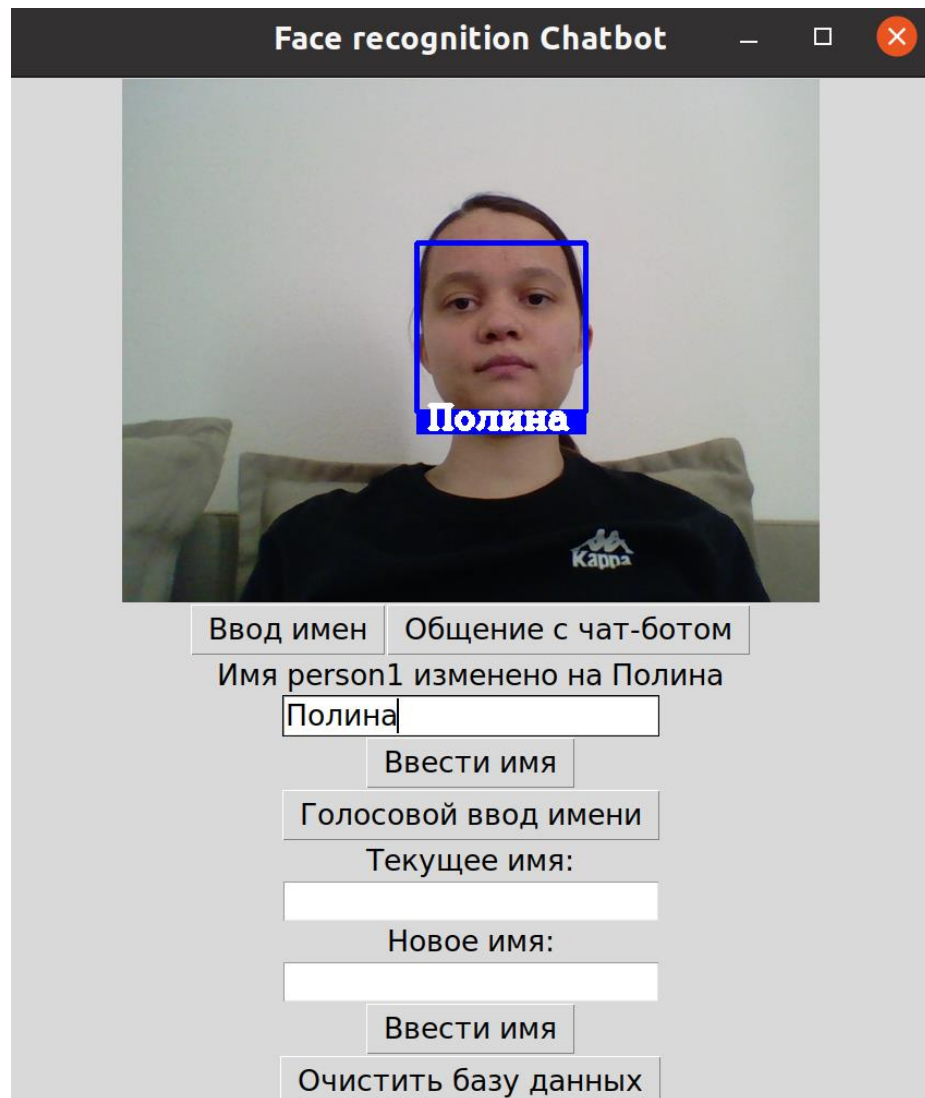 Face recognition Chatbot
Полина
Kappa
Ввод имен
Общение с чат-ботом
Имя person1 изменено на Полина
Полина
Ввести имя
Голосовой ввод имени
Текущее имя:
Новое имя:
Ввести имя
Очистить базу данных